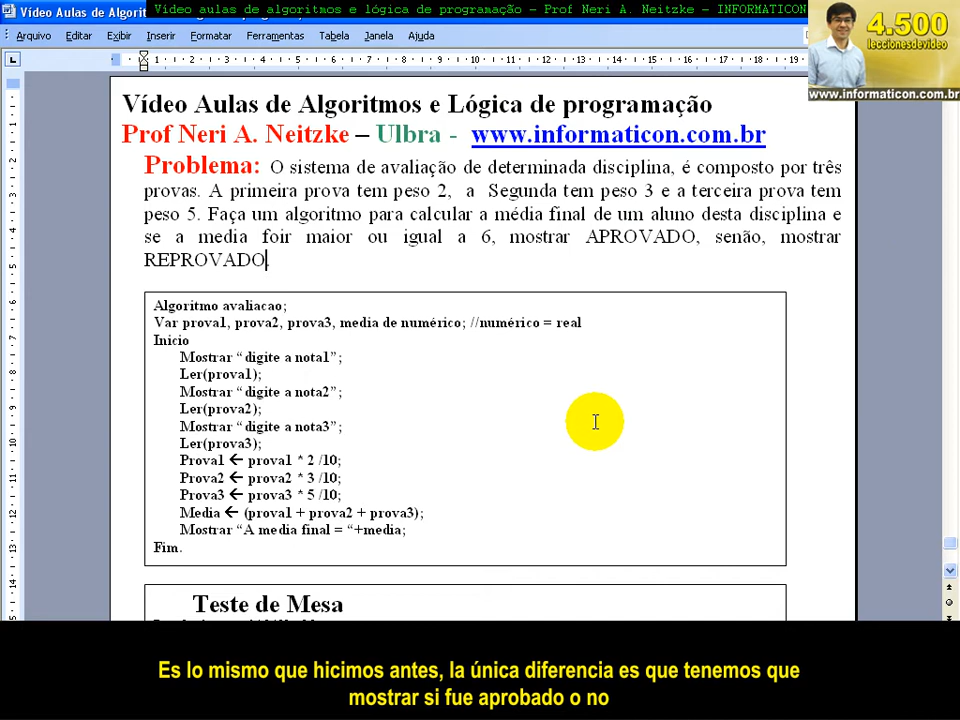 Vídeo Aulas de Algoritmos e lógica de programação – Prof Neri A. Neitzke – INFORMATICON
Arquivo Editar Exibir Inserir Formatar Ferramentas Tabela Janela Ajuda
4.500
leccionesdevideo
www.informaticon.com.br
Vídeo Aulas de Algoritmos e Lógica de programação
Prof Neri A. Neitzke – Ulbra - www.informaticon.com.br
Problema: O sistema de avaliação de determinada disciplina, é composto por três
provas. A primeira prova tem peso 2, a Segunda tem peso 3 e a terceira prova tem
peso 5. Faça um algoritmo para calcular a média final de um aluno desta disciplina e
se a media foir maior ou igual a 6, mostrar APROVADO, senão, mostrar
REPROVADO.
Algoritmo avaliacao;
Var prova1, prova2, prova3, media de numérico; //numérico = real
Inicio
Mostrar “digite a nota1”;
Ler(prova1);
Mostrar “digite a nota2”;
Ler(prova2);
Mostrar “digite a nota3”;
Ler(prova3);
Prova1 ← prova1 * 2 /10;
Prova2 ← prova2 * 3 /10;
Prova3 ← prova3 * 5 /10;
Media ← (prova1 + prova2 + prova3);
Mostrar “A media final = “+media;
Fim.
Teste de Mesa
Es lo mismo que hicimos antes, la única diferencia es que tenemos que
mostrar si fue aprobado o no